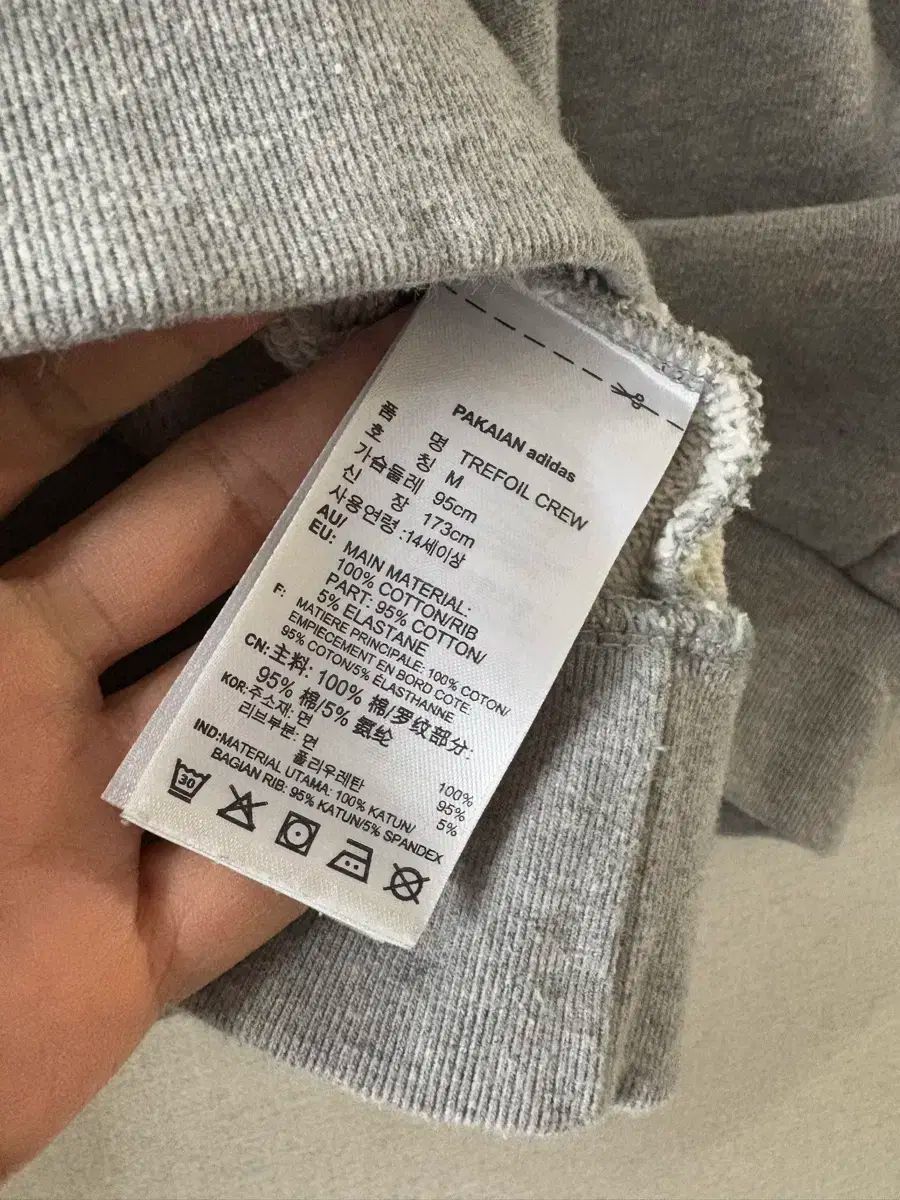 PAKAIAN adidas
품 명 TREFOIL CREW
호 칭 M
가슴둘레 95cm
신 장 173cm
사용연령 :14세이상
AU/
EU: MAIN MATERIAL:
100% COTTON/RIB
PART: 95% COTTON/
5% ELASTANE
F: MATIERE PRINCIPALE: 100% COTON/
EMPIECEMENT EN BORD COTE
95% COTON/5% ÉLASTHANNE
CN: 主料: 100% 棉/罗纹部分:
95% 棉/5% 氨纶
KOR: 주소재: 면 100%
리브부분: 면 95%
폴리우레탄 5%
IND:MATERIAL UTAMA: 100% KATUN/
BAGIAN RIB: 95% KATUN/5% SPANDEX
30